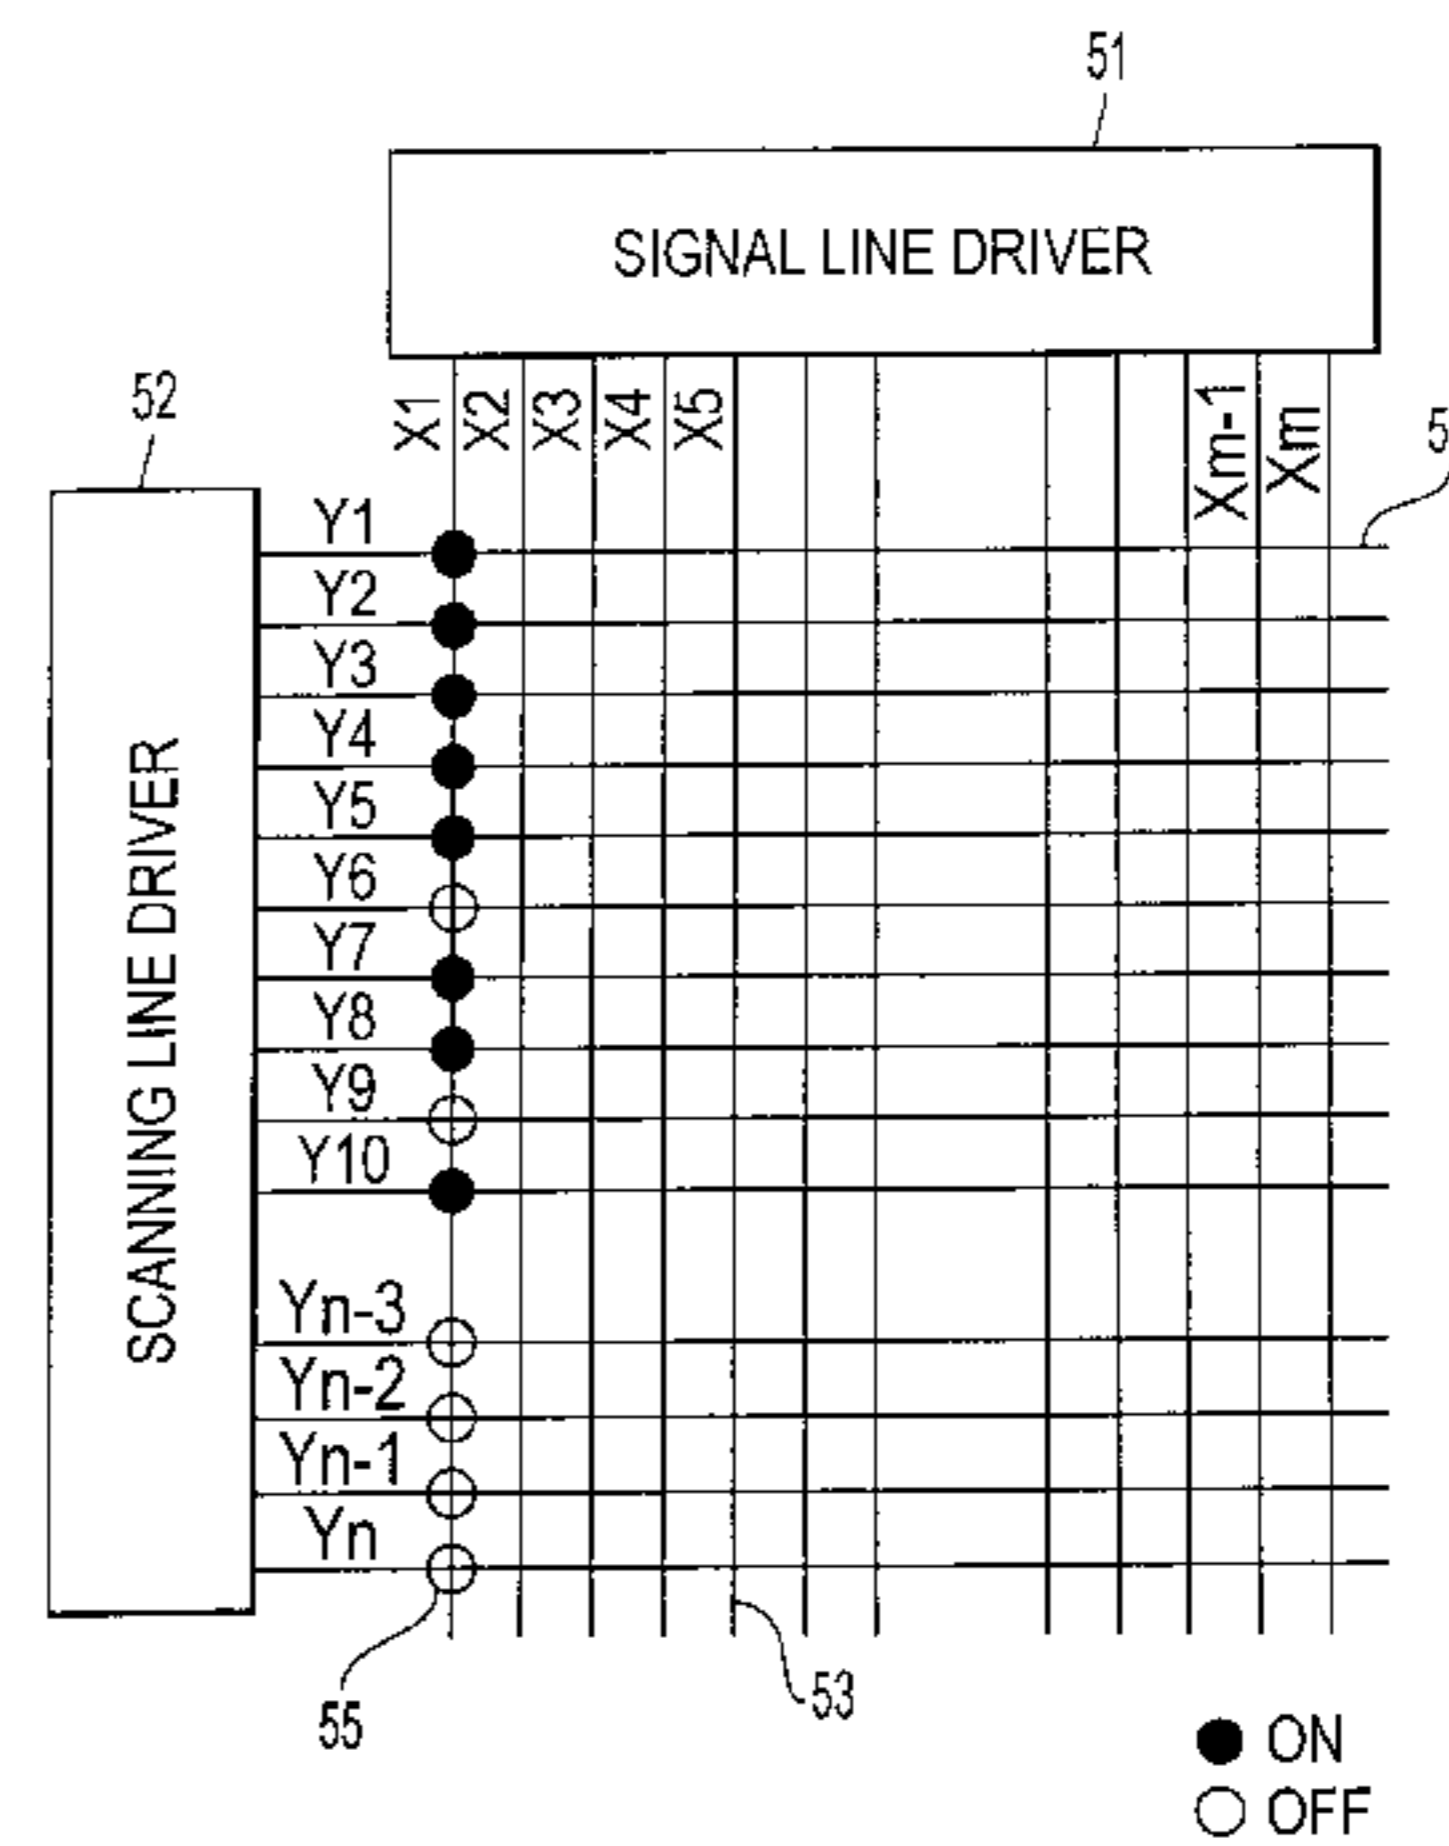 51
SIGNAL LINE DRIVER
52
X1
X2
X3
X4
X5
Xm-1
Xm
5
SCANNING LINE DRIVER
Y1
Y2
Y3
Y4
Y5
Y6
Y7
Y8
Y9
Y10
Yn-3
Yn-2
Yn-1
Yn
55
53
ON
OFF